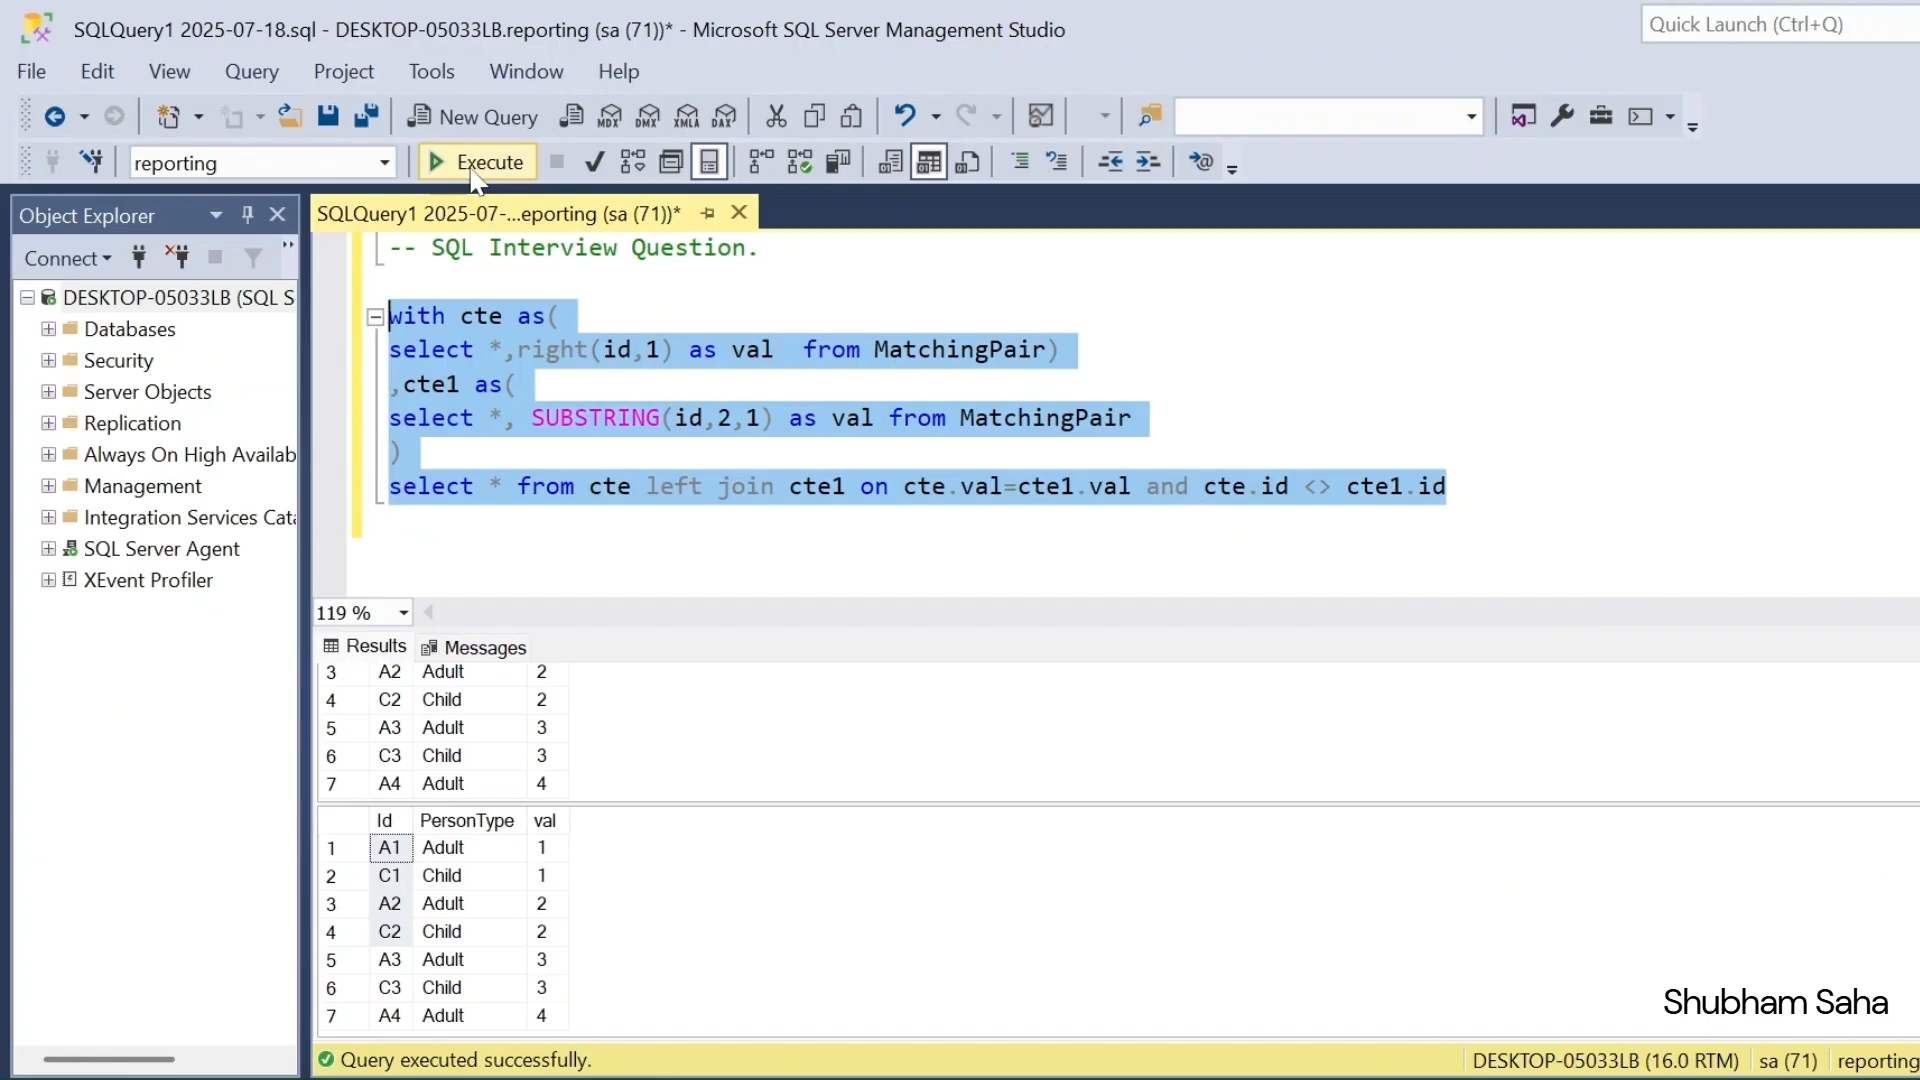 SQLQuery1 2025-07-18.sql - DESKTOP-05033LB.reporting (sa (71))* - Microsoft SQL Server Management Studio
Quick Launch (Ctrl+Q)
File Edit View Query Project Tools Window Help
New Query MDX DMX XMLA DAX
reporting Execute
Object Explorer
Connect
DESKTOP-05033LB (SQL S
Databases
Security
Server Objects
Replication
Always On High Availab
Management
Integration Services Cata
SQL Server Agent
XEvent Profiler
SQLQuery1 2025-07-...eporting (sa (71))*
-- SQL Interview Question.
with cte as(
select *,right(id,1) as val  from MatchingPair)
,cte1 as(
select *, SUBSTRING(id,2,1) as val from MatchingPair
)
select * from cte left join cte1 on cte.val=cte1.val and cte.id <> cte1.id
119 %
Results Messages
3 A2 Adult 2
4 C2 Child 2
5 A3 Adult 3
6 C3 Child 3
7 A4 Adult 4
Id PersonType val
1 A1 Adult 1
2 C1 Child 1
3 A2 Adult 2
4 C2 Child 2
5 A3 Adult 3
6 C3 Child 3
7 A4 Adult 4
Shubham Saha
Query executed successfully.
DESKTOP-05033LB (16.0 RTM) sa (71) reporting